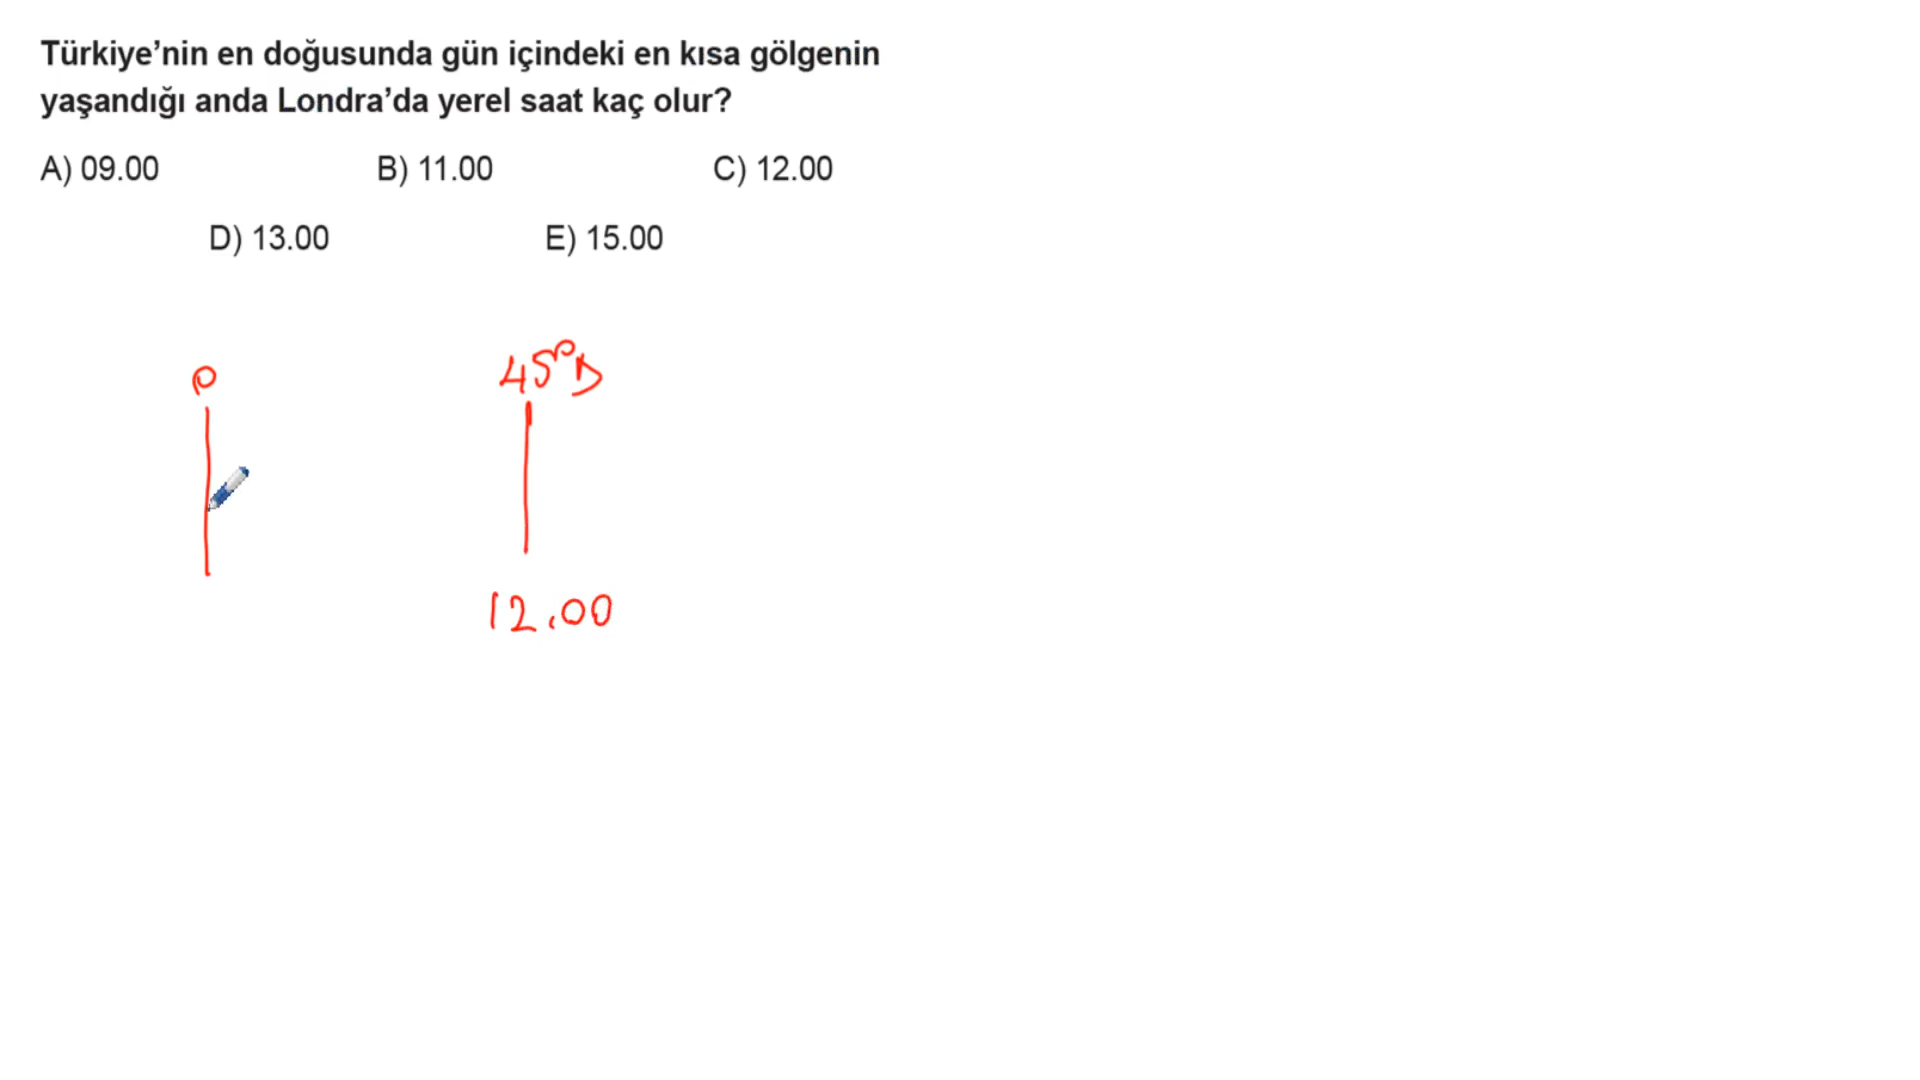 Türkiye’nin en doğusunda gün içindeki en kısa gölgenin
yaşandığı anda Londra’da yerel saat kaç olur?
A) 09.00 B) 11.00 C) 12.00
D) 13.00 E) 15.00
0 45°D
12.00